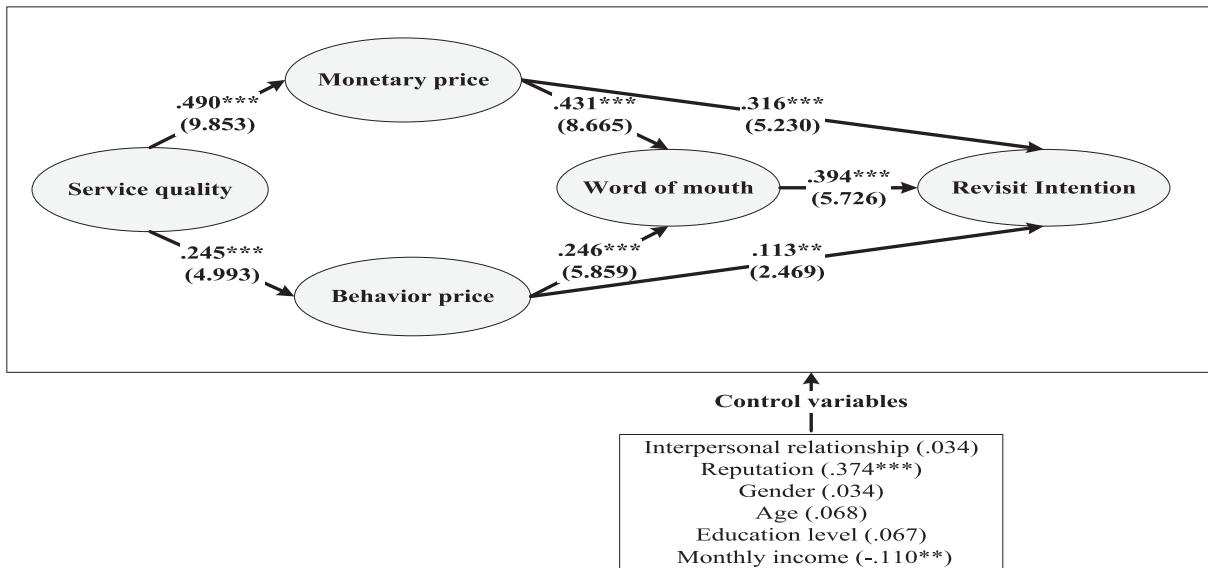 Monetary price
.490***
(9.853)
.431***
(8.665)
.316***
(5.230)
Service quality
Word of mouth
.394***
(5.726)
Revisit Intention
.245***
(4.993)
.246***
(5.859)
.113**
(2.469)
Behavior price
Control variables
Interpersonal relationship (.034)
Reputation (.374***)
Gender (.034)
Age (.068)
Education level (.067)
Monthly income (-.110**)